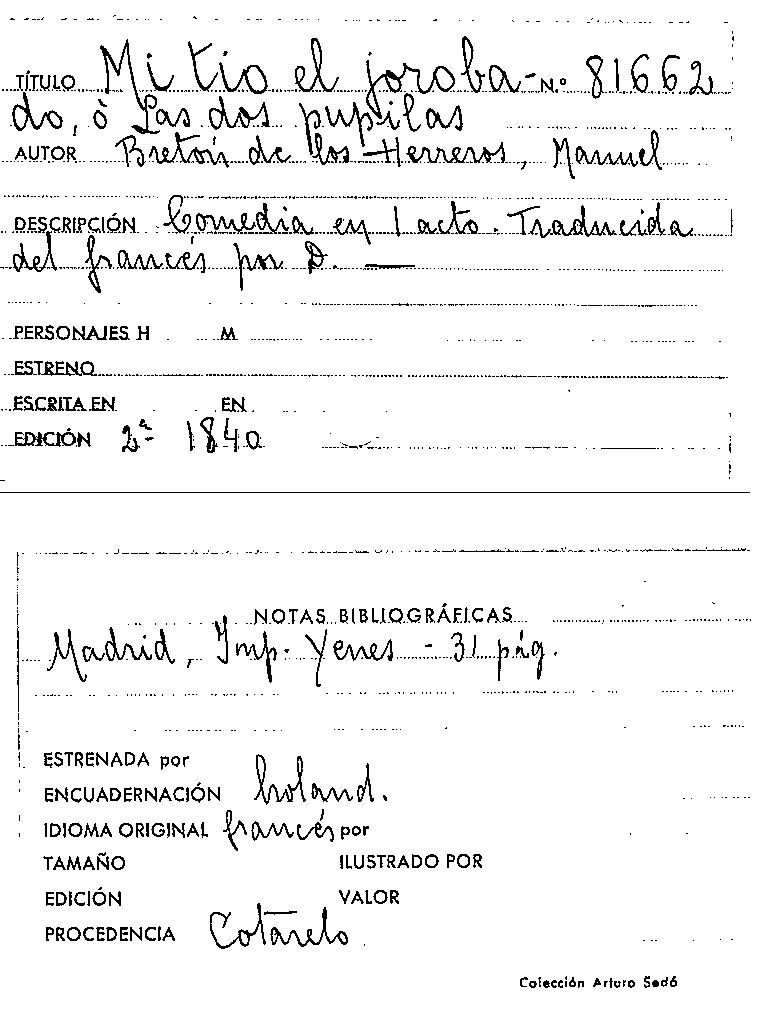 TÍTULO Mi tio el joroba- N.º 81662
do, ó Las dos pupilas
AUTOR Bretón de los Herreros, Manuel
DESCRIPCIÓN Comedia en 1 acto. Traducida
del francés por D. —
PERSONAJES H M
ESTRENO
ESCRITA EN EN
EDICIÓN 2ª 1840
NOTAS BIBLIOGRÁFICAS
Madrid, Imp. Yenes - 31 pág.
ESTRENADA por
ENCUADERNACIÓN holand.
IDIOMA ORIGINAL francés por
TAMAÑO ILUSTRADO POR
EDICIÓN VALOR
PROCEDENCIA Cotarelo
Colección Arturo Sedó